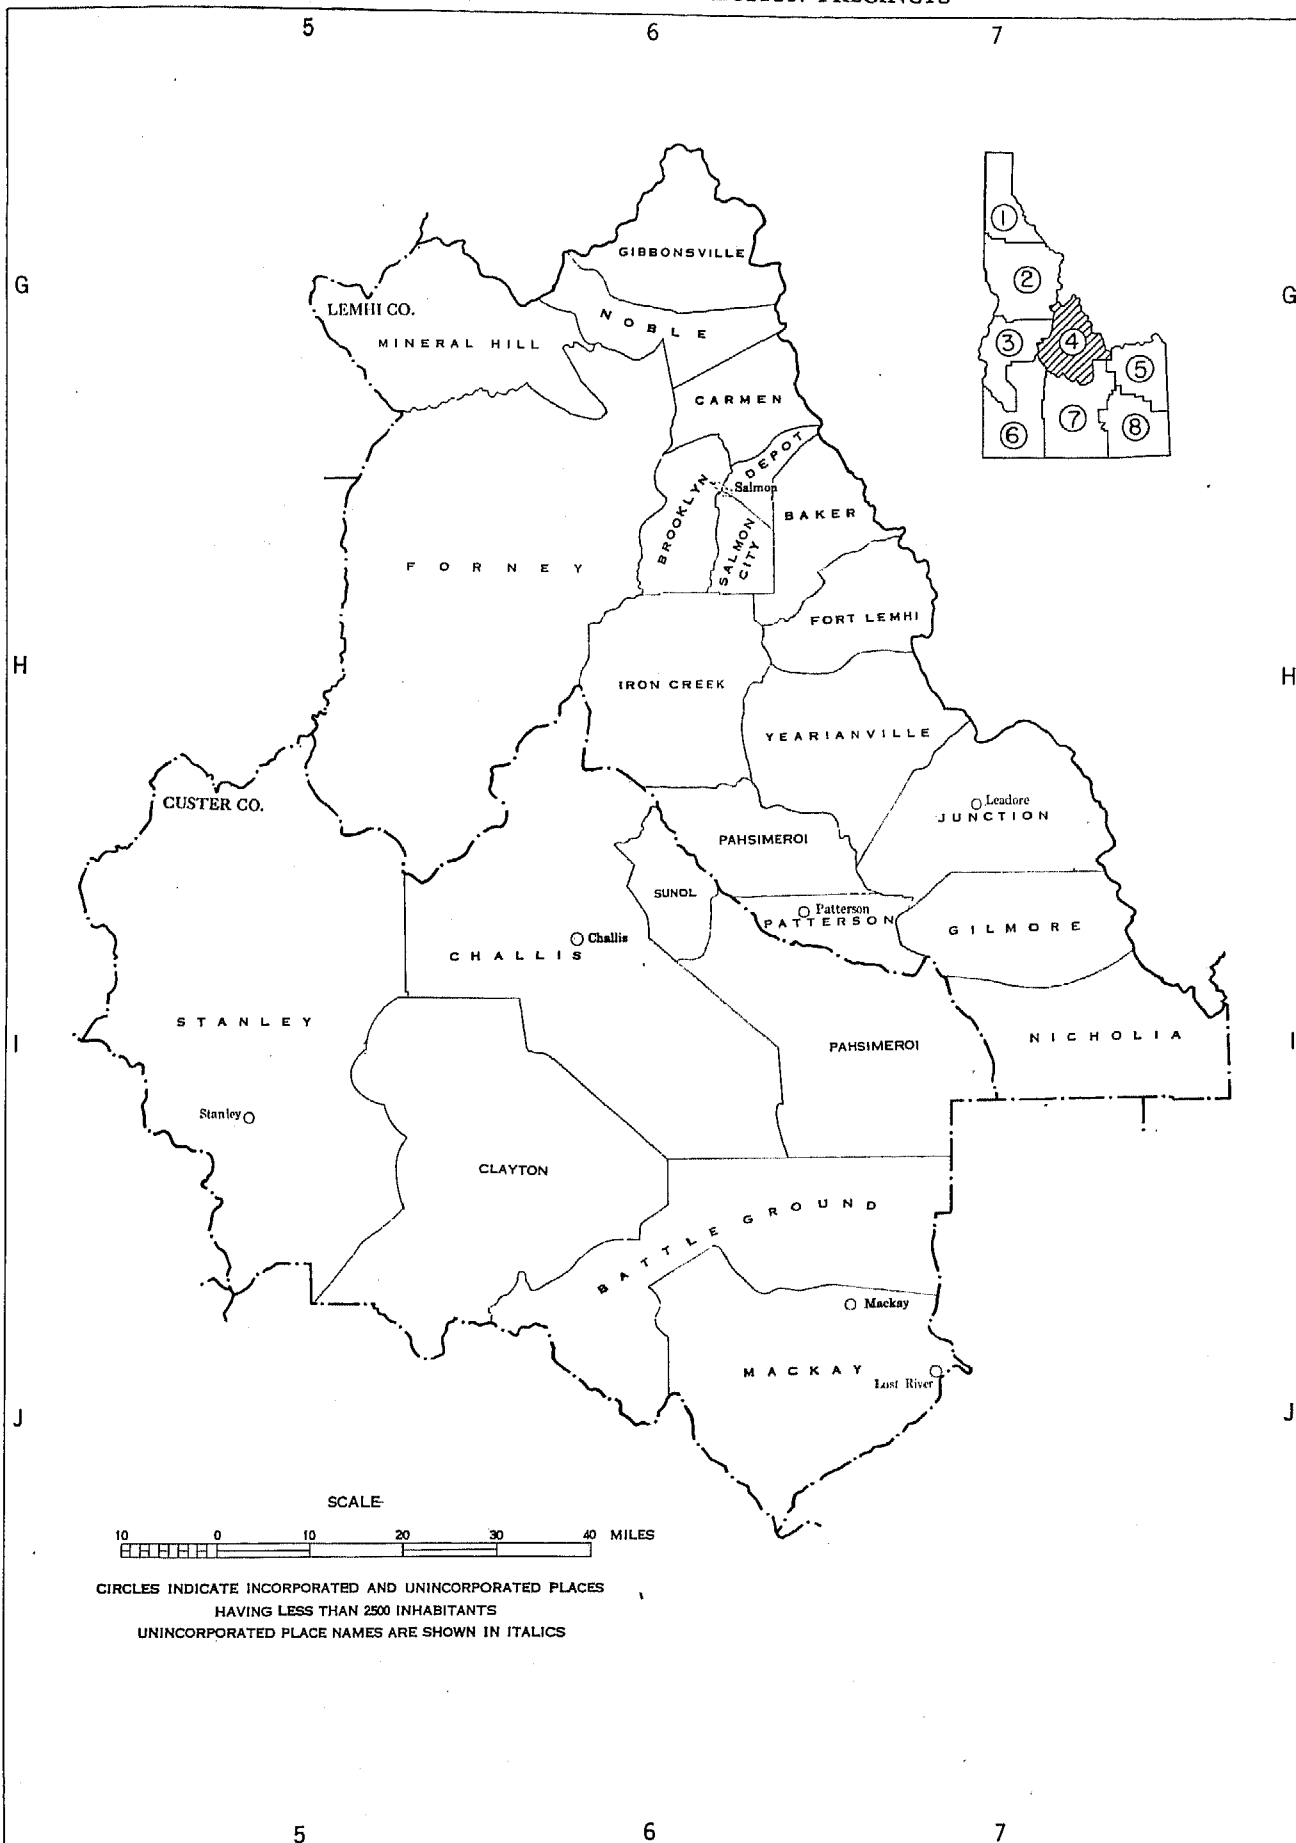 PRECINCTS
5 6 7
GIBBONSVILLE
G G
LEMHI CO.
NOBLE
MINERAL HILL
CARMEN
DEPOT
Salmon
BROOKLYN
BAKER
SALMON
CITY
FORNEY
FORT LEMHI
H H
IRON CREEK
YEARIANVILLE
CUSTER CO.
Leadore
JUNCTION
PAHSIMEROI
SUNOL
Patterson
PATTERSON
GILMORE
Challis
CHALLIS
STANLEY
NICHOLIA
PAHSIMEROI
I I
Stanley
CLAYTON
BATTLE GROUND
Mackay
MACKAY
Lost River
J J
1
2
3
4
5
6
7
8
SCALE
10 0 10 20 30 40 MILES
CIRCLES INDICATE INCORPORATED AND UNINCORPORATED PLACES
HAVING LESS THAN 2500 INHABITANTS
UNINCORPORATED PLACE NAMES ARE SHOWN IN ITALICS
5 6 7